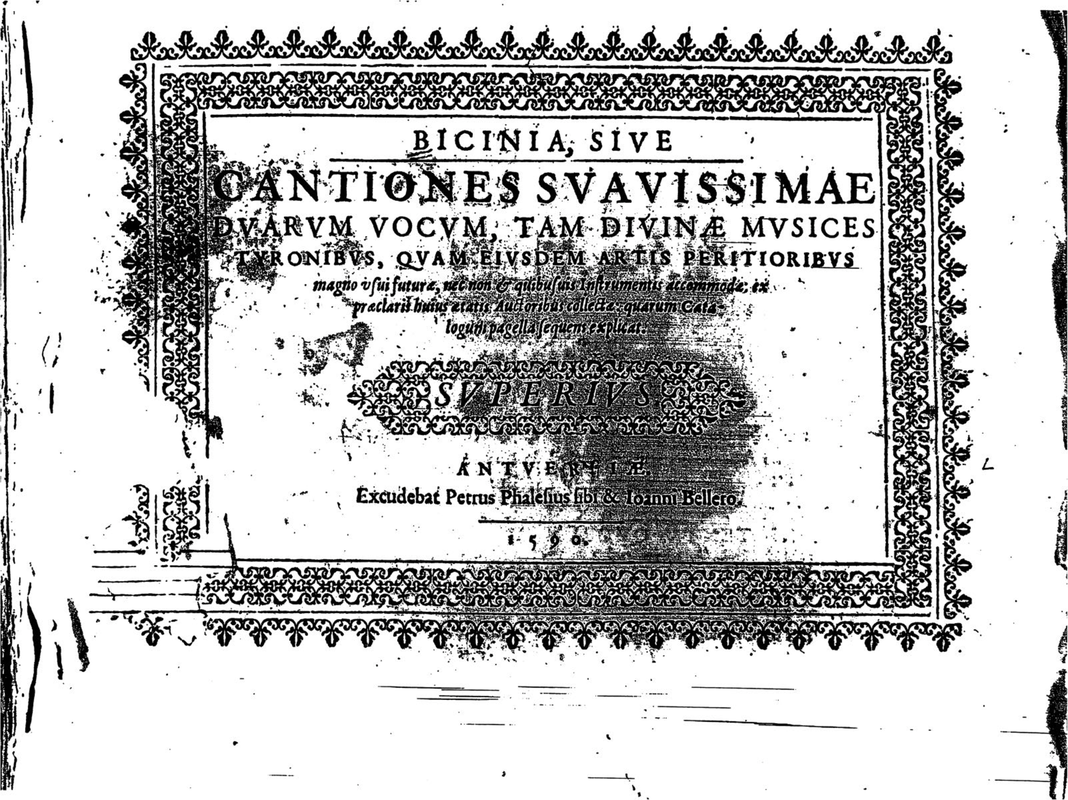 BICINIA, SIVE
CANTIONES SVAVISSIMAE
DVARVM VOCVM, TAM DIVINÆ MVSICES
TYRONIBVS, QVAM EIVSDEM ARTIS PERITIORIBVS
magno vsui futuræ, nec non & quibusuis Instrumentis accommodæ: ex
præclaris huius ætatis Auctoribus collectæ, quarum Cata
logum pagella sequens explicat.
SVPERIVS
ANTVERPIÆ
Excudebat Petrus Phalesius sibi & Ioanni Bellero.
1590.